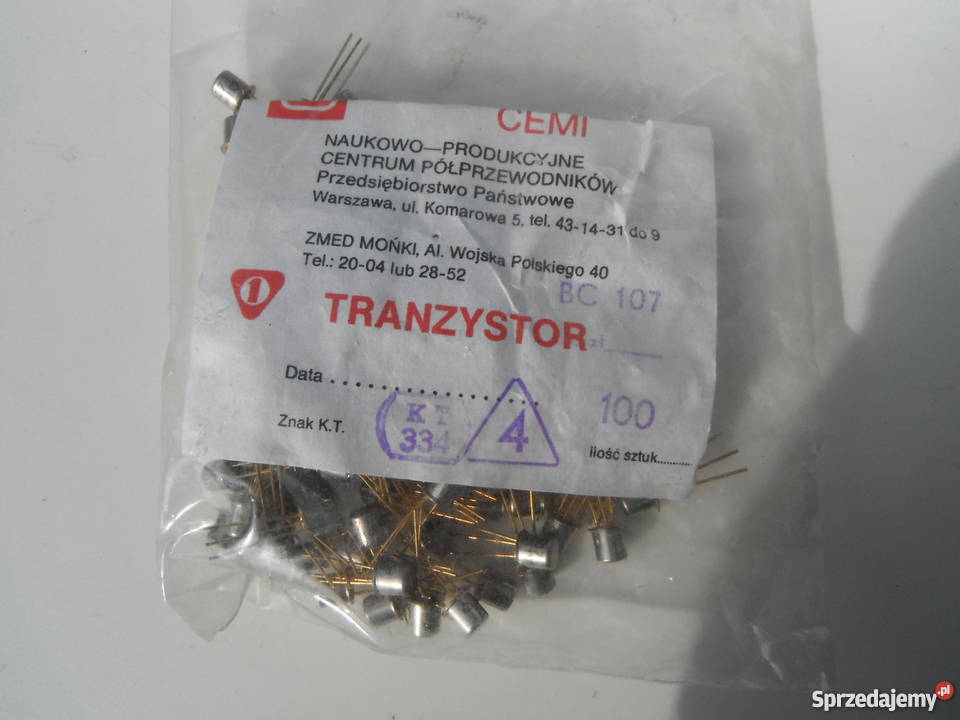 CEMI
NAUKOWO—PRODUKCYJNE
CENTRUM PÓŁPRZEWODNIKÓW
Przedsiębiorstwo Państwowe
Warszawa, ul. Komarowa 5, tel. 43-14-31 do 9
ZMED MOŃKI, Al. Wojska Polskiego 40
Tel.: 20-04 lub 28-52
BC 107
1 TRANZYSTOR
zł
Data ....................
100
Znak K.T.
K T
334
4
Ilość sztuk..........
Sprzedajemy.pl